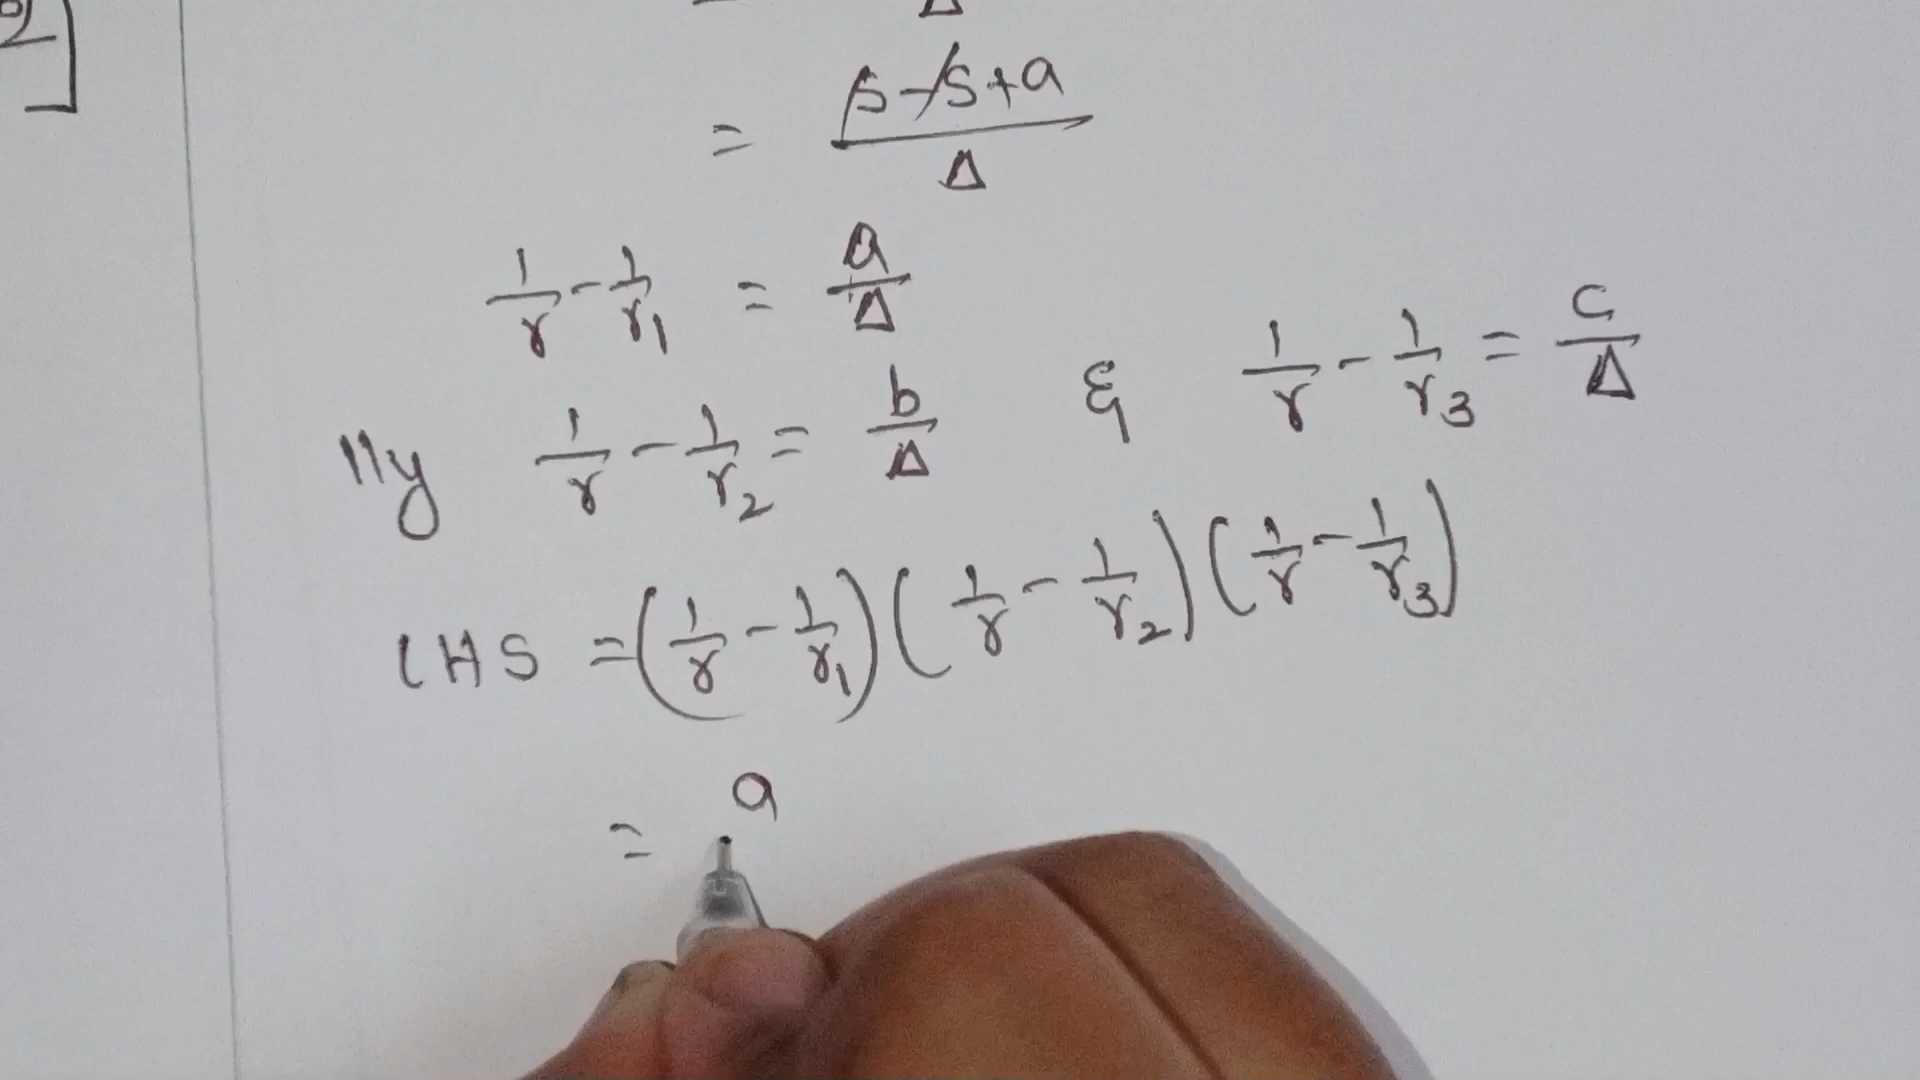 = (s-s+a)/Δ
1/r - 1/r₁ = a/Δ
lly 1/r - 1/r₂ = b/Δ & 1/r - 1/r₃ = c/Δ
LHS = (1/r - 1/r₁)(1/r - 1/r₂)(1/r - 1/r₃)
= a